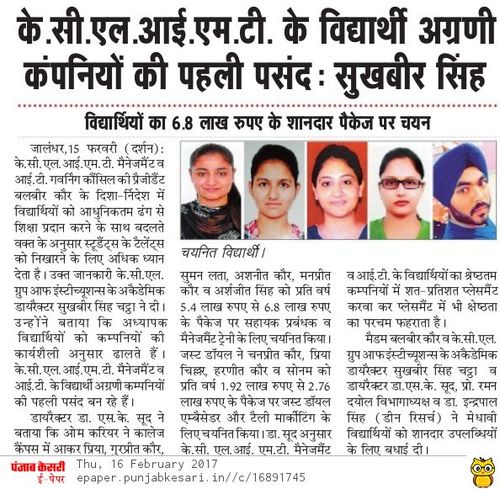 के.सी.एल.आई.एम.टी. के विद्यार्थी अग्रणी
कंपनियों की पहली पसंद : सुखबीर सिंह
विद्यार्थियों का 6.8 लाख रुपए के शानदार पैकेज पर चयन
जालंधर,15 फरवरी (दर्शन):
के.सी.एल.आई.एम.टी. मैनेजमैंट व
आई.टी. गवर्निंग कौंसिल की प्रैजीडैंट
बलबीर कौर के दिशा-निर्देश में
विद्यार्थियों को आधुनिकतम ढंग से
शिक्षा प्रदान करने के साथ बदलते
वक्त के अनुसार स्टूडैंट्स के टैलेंट्स
को निखारने के लिए अधिक ध्यान
देता है। उक्त जानकारी के.सी.एल.
ग्रुप आफ इंस्टीच्यूशन्स के अकैडेमिक
डायरैक्टर सुखबीर सिंह चट्ठा ने दी।
उन्होंने बताया कि अध्यापक
विद्यार्थियों को कम्पनियों की
कार्यशैली अनुसार ढालते हैं।
के.सी.एल.आई.एम.टी. मैनेजमैंट व
आई.टी. के विद्यार्थी अग्रणी कम्पनियों
की पहली पसंद बन रहे हैं।
डायरैक्टर डा. एस.के. सूद ने
बताया कि ओम करियर ने कालेज
कैंपस में आकर प्रिया, गुरप्रीत कौर,
चयनित विद्यार्थी।
सुमन लता, अशनीत कौर, मनप्रीत
कौर व अर्शजीत सिंह को प्रति वर्ष
5.4 लाख रुपए से 6.8 लाख रुपए
के पैकेज पर सहायक प्रबंधक व
मैनेजमैंट ट्रेनी के लिए चयनित किया।
जस्ट डॉयल ने चनप्रीत कौर, प्रिया
चिह्नर, हरणीत कौर व सोनम को
प्रति वर्ष 1.92 लाख रुपए से 2.76
लाख रुपए के पैकेज पर जस्ट डॉयल
एम्बैसेडर और टैली मार्कीटिंग के
लिए चयनित किया। डा. सूद अनुसार
के.सी.एल. आई.एम.टी. मैनेजमैंट
व आई.टी. के विद्यार्थियों का श्रेष्ठतम
कम्पनियों में शत-प्रतिशत प्लेसमैंट
करवा कर प्लेसमैंट में भी श्रेष्ठता
का परचम फहराता है।
मैडम बलबीर कौर व के.सी.एल.
ग्रुप आफ इंस्टीच्यूशन्स के अकैडेमिक
डायरैक्टर सुखबीर सिंह चट्ठा व
डायरैक्टर डा.एस.के. सूद, प्रो. रमन
दयोल विभागाध्यक्ष व डा. इन्द्रपाल
सिंह (डीन रिसर्च) ने मेधावी
विद्यार्थियों को शानदार उपलब्धियों
के लिए बधाई दी।
पंजाब केसरी
ई-पेपर
Thu, 16 February 2017
epaper.punjabkesari.in//c/16891745